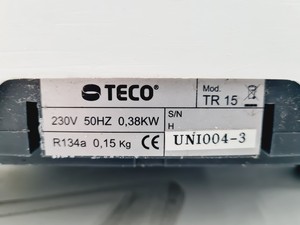 TECO®
Mod.
TR 15
230V 50HZ 0,38KW
S/N
H
R134a 0,15 Kg CE
UNI004-3